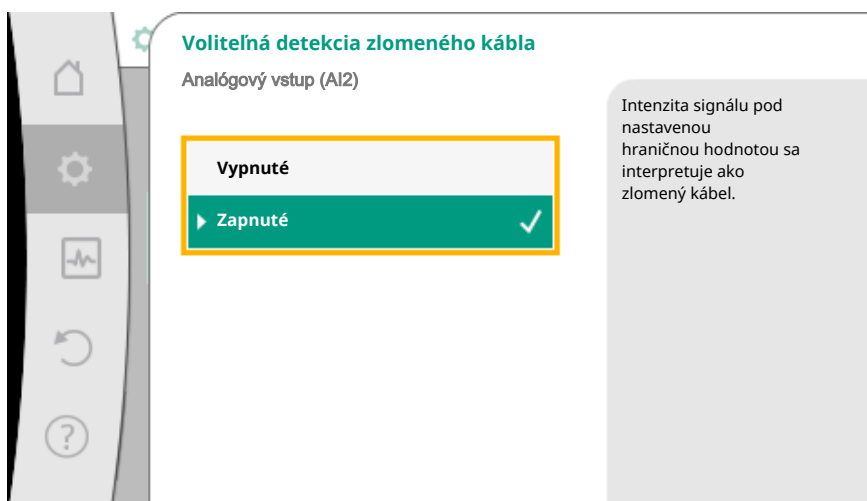 Voliteľná detekcia zlomeného kábla
Analógový vstup (AI2)
Vypnuté
Zapnuté
Intenzita signálu pod
nastavenou
hraničnou hodnotou sa
interpretuje ako
zlomený kábel.
?